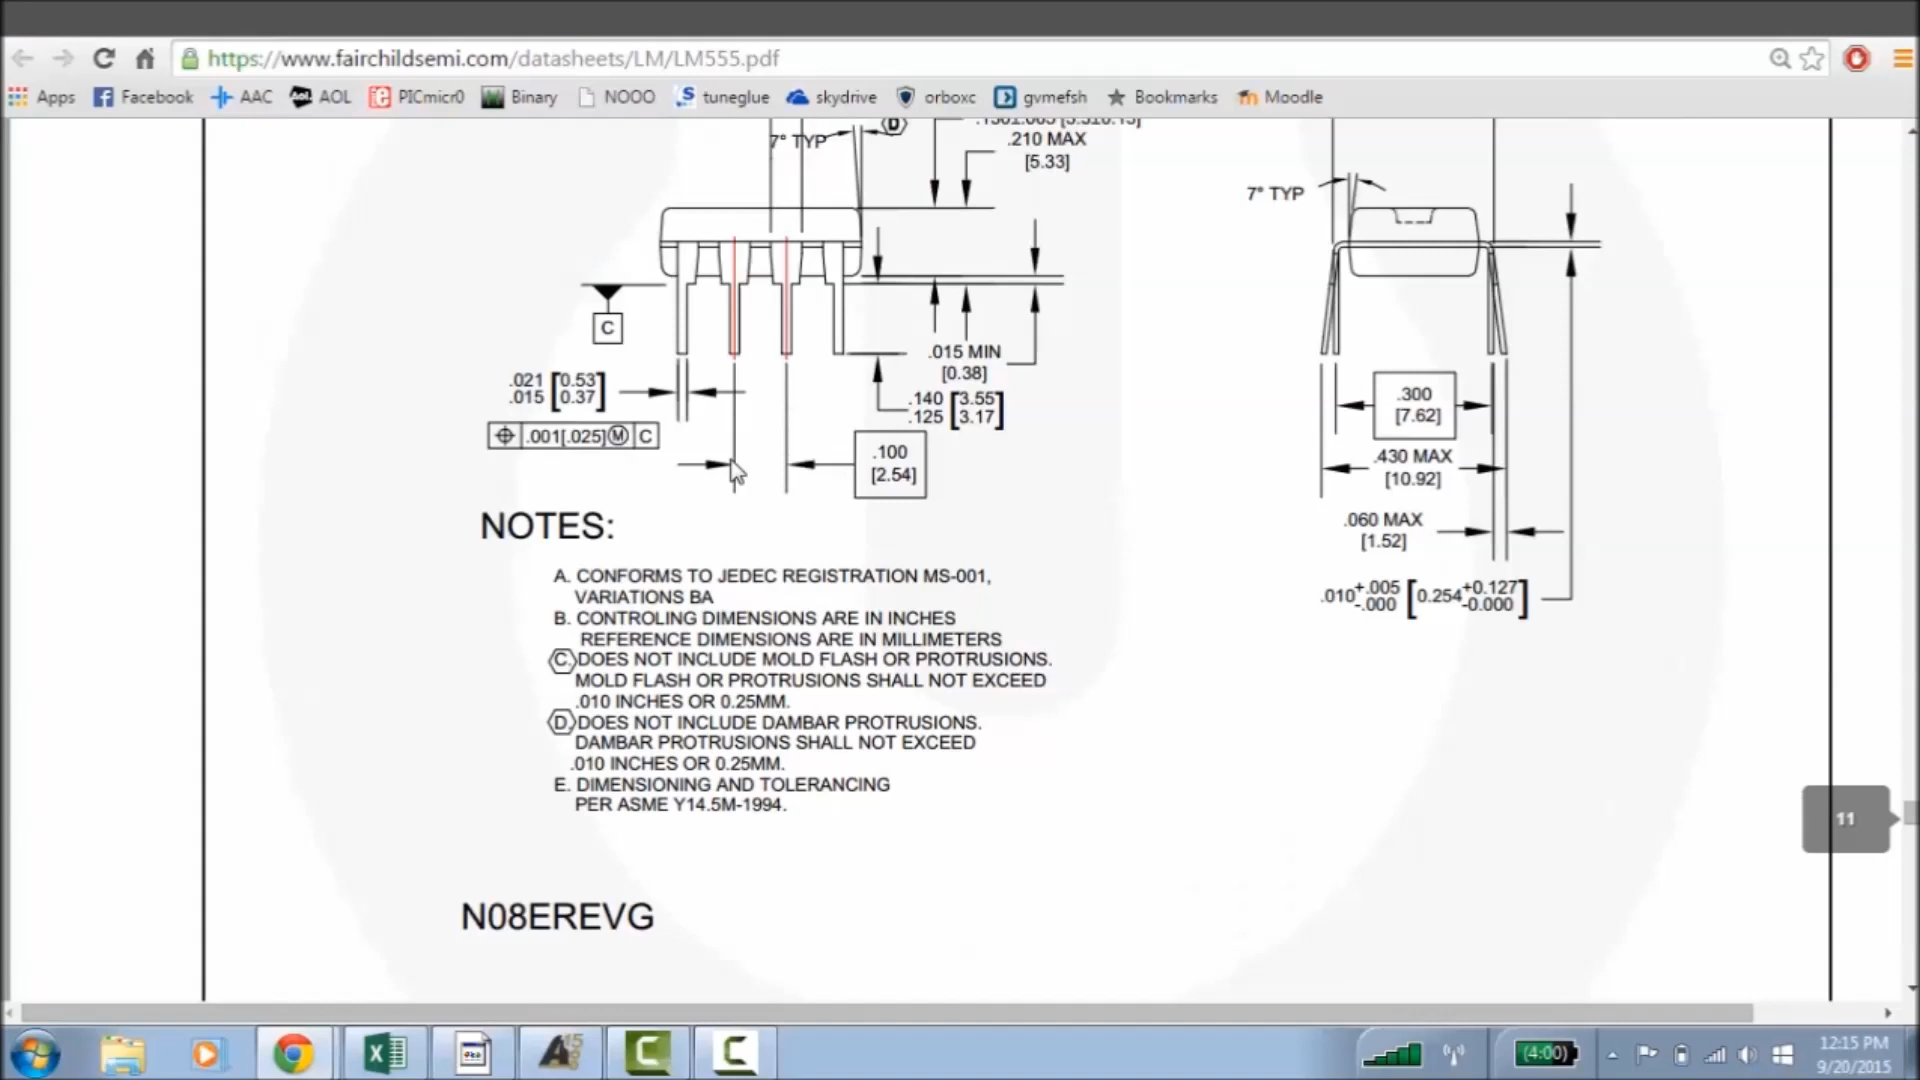 https://www.fairchildsemi.com/datasheets/LM/LM555.pdf
Apps Facebook AAC AOL PICmicr0 Binary NOOO tuneglue skydrive orboxc gvmefsh Bookmarks Moodle
7° TYP
D
.210 MAX
[5.33]
7° TYP
C
.015 MIN
[0.38]
.021 [0.53]
.015 [0.37]
.140 [3.55]
.125 [3.17]
.001[.025]Ⓜ C
.100
[2.54]
.300
[7.62]
.430 MAX
[10.92]
.060 MAX
[1.52]
.010 +.005 -.000 [0.254 +0.127 -0.000]
NOTES:
A. CONFORMS TO JEDEC REGISTRATION MS-001,
VARIATIONS BA
B. CONTROLING DIMENSIONS ARE IN INCHES
REFERENCE DIMENSIONS ARE IN MILLIMETERS
C. DOES NOT INCLUDE MOLD FLASH OR PROTRUSIONS.
MOLD FLASH OR PROTRUSIONS SHALL NOT EXCEED
.010 INCHES OR 0.25MM.
D. DOES NOT INCLUDE DAMBAR PROTRUSIONS.
DAMBAR PROTRUSIONS SHALL NOT EXCEED
.010 INCHES OR 0.25MM.
E. DIMENSIONING AND TOLERANCING
PER ASME Y14.5M-1994.
11
N08EREVG
(4:00)
12:15 PM
9/20/2015